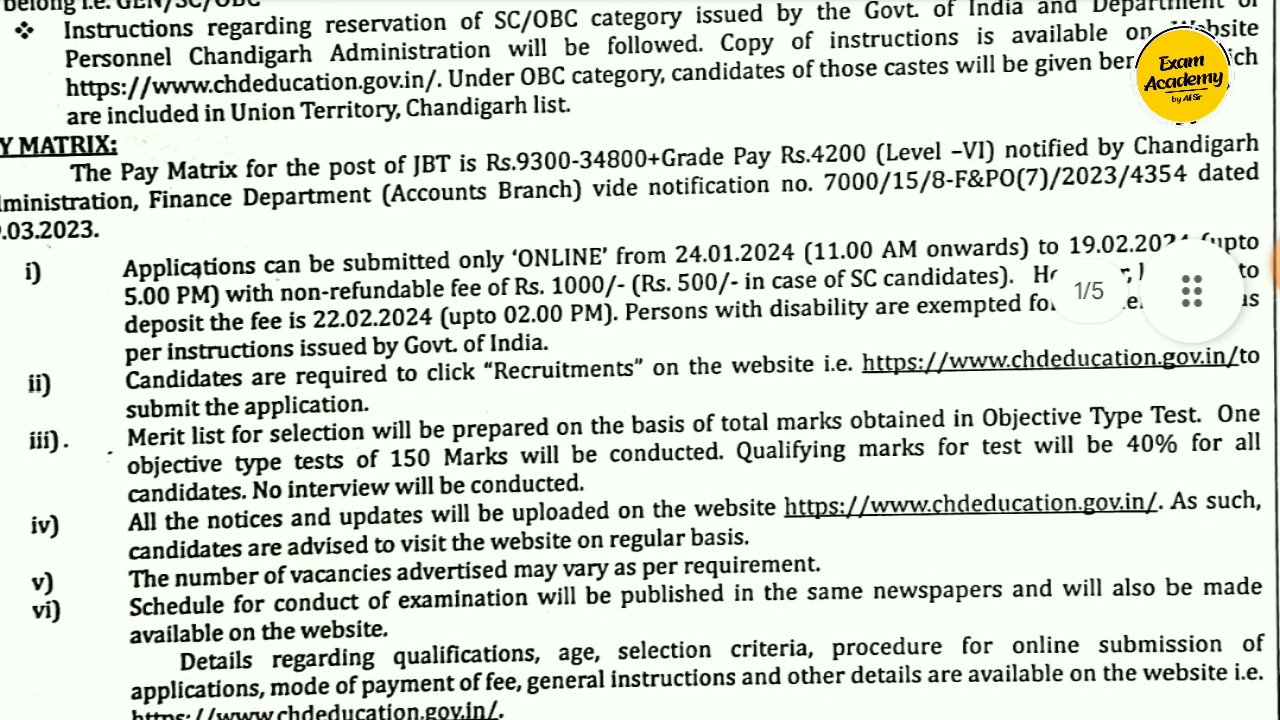 belong i.e. GEN/SC/OBC
❖ Instructions regarding reservation of SC/OBC category issued by the Govt. of India and Department of
Personnel Chandigarh Administration will be followed. Copy of instructions is available on
https://www.chdeducation.gov.in/. Under OBC category, candidates of those castes will be given
are included in Union Territory, Chandigarh list.
Exam
Academy
by Ali Sir
Y MATRIX:
The Pay Matrix for the post of JBT is Rs.9300-34800+Grade Pay Rs.4200 (Level –VI) notified by Chandigarh
ministration, Finance Department (Accounts Branch) vide notification no. 7000/15/8-F&PO(7)/2023/4354 dated
.03.2023.
i) Applications can be submitted only ‘ONLINE’ from 24.01.2024 (11.00 AM onwards) to (upto
5.00 PM) with non-refundable fee of Rs. 1000/- (Rs. 500/- in case of SC candidates). to
deposit the fee is 22.02.2024 (upto 02.00 PM). Persons with disability are exempted
per instructions issued by Govt. of India.
1/5
ii) Candidates are required to click “Recruitments” on the website i.e. https://www.chdeducation.gov.in/to
submit the application.
iii). Merit list for selection will be prepared on the basis of total marks obtained in Objective Type Test. One
objective type tests of 150 Marks will be conducted. Qualifying marks for test will be 40% for all
candidates. No interview will be conducted.
iv) All the notices and updates will be uploaded on the website https://www.chdeducation.gov.in/. As such,
candidates are advised to visit the website on regular basis.
v) The number of vacancies advertised may vary as per requirement.
vi) Schedule for conduct of examination will be published in the same newspapers and will also be made
available on the website.
Details regarding qualifications, age, selection criteria, procedure for online submission of
applications, mode of payment of fee, general instructions and other details are available on the website i.e.
https://www.chdeducation.gov.in/.